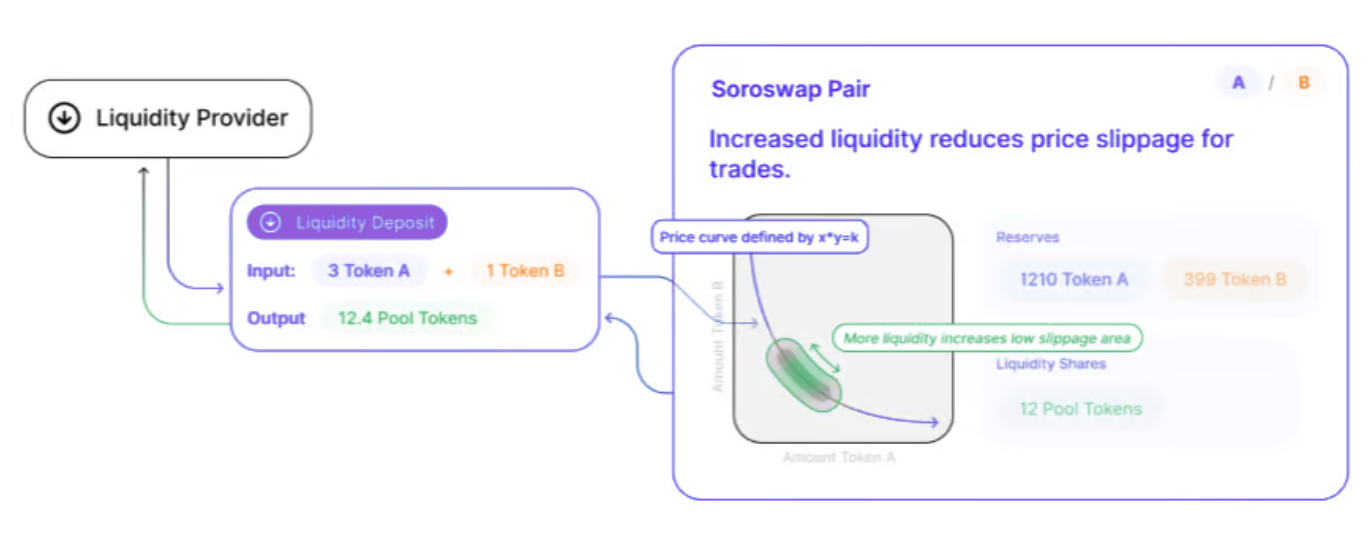 Liquidity Provider
Liquidity Deposit
Input: 3 Token A + 1 Token B
Output 12.4 Pool Tokens
Soroswap Pair
A / B
Increased liquidity reduces price slippage for
trades.
Price curve defined by x*y=k
Amount Token B
Amount Token A
More liquidity increases low slippage area
Reserves
1210 Token A 399 Token B
Liquidity Shares
12 Pool Tokens